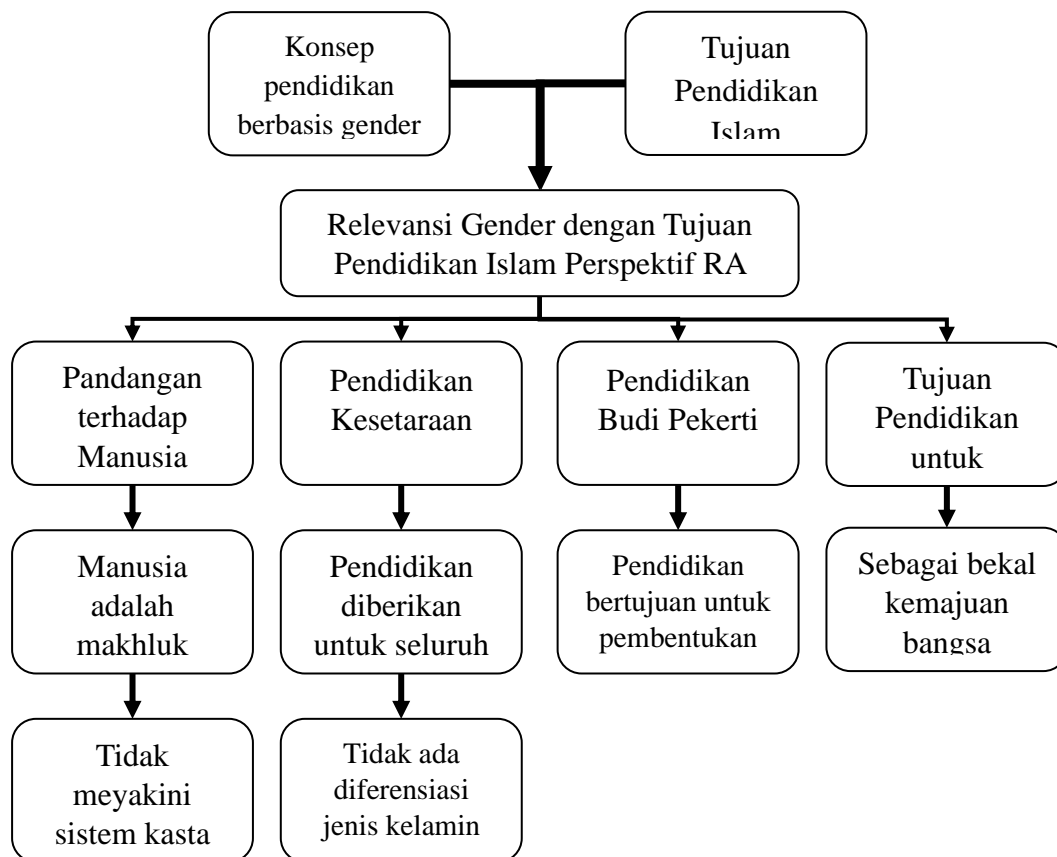 Konsep
pendidikan
berbasis gender
Tujuan
Pendidikan
Islam
Relevansi Gender dengan Tujuan
Pendidikan Islam Perspektif RA
Pandangan
terhadap
Manusia
Pendidikan
Kesetaraan
Pendidikan
Budi Pekerti
Tujuan
Pendidikan
untuk
Manusia
adalah
makhluk
Pendidikan
diberikan
untuk seluruh
Pendidikan
bertujuan untuk
pembentukan
Sebagai bekal
kemajuan
bangsa
Tidak
meyakini
sistem kasta
Tidak ada
diferensiasi
jenis kelamin